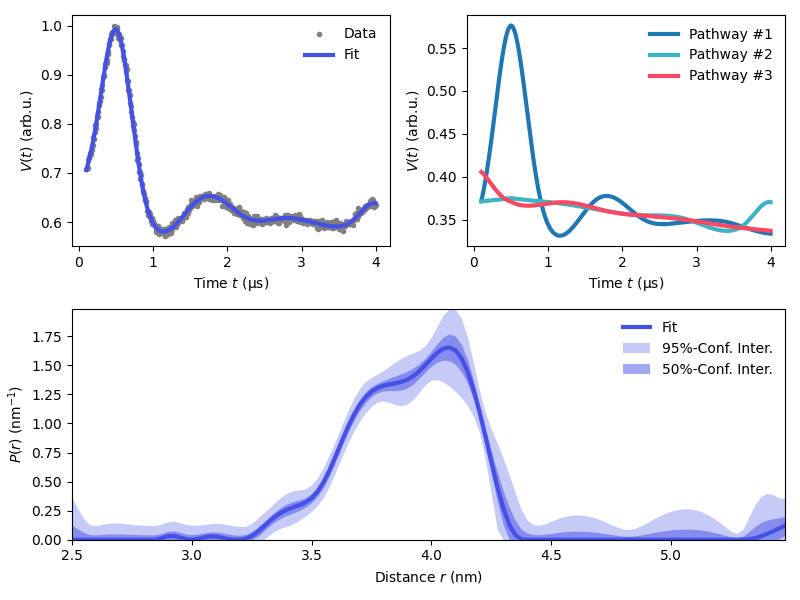 1.0
0.9
0.8
0.7
0.6
V(t) (arb.u.)
0 1 2 3 4
Time t (μs)
Data
Fit
0.55
0.50
0.45
0.40
0.35
V(t) (arb.u.)
0 1 2 3 4
Time t (μs)
Pathway #1
Pathway #2
Pathway #3
1.75
1.50
1.25
1.00
0.75
0.50
0.25
0.00
P(r) (nm⁻¹)
2.5 3.0 3.5 4.0 4.5 5.0
Distance r (nm)
Fit
95%-Conf. Inter.
50%-Conf. Inter.